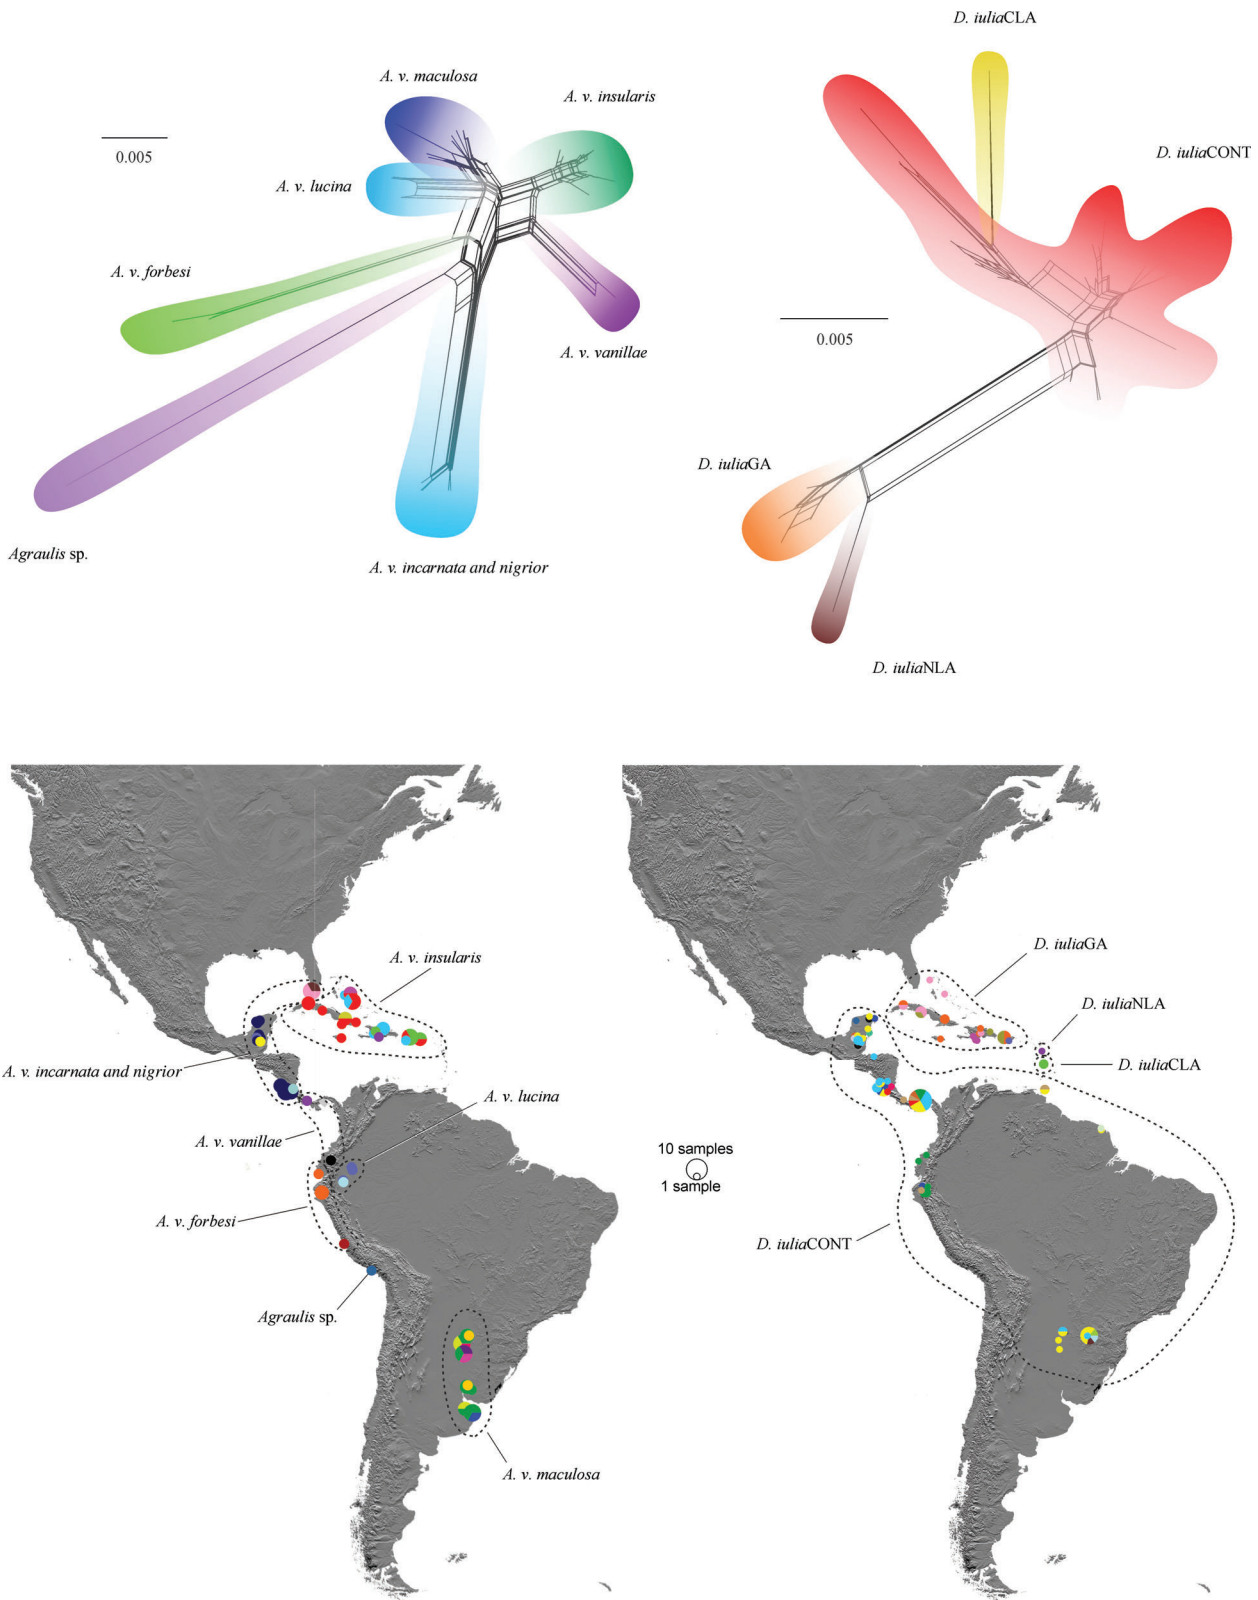 D. iuliaCLA
A. v. maculosa
A. v. insularis
0.005
D. iuliaCONT
A. v. lucina
A. v. forbesi
0.005
A. v. vanillae
D. iuliaGA
Agraulis sp.
A. v. incarnata and nigrior
D. iuliaNLA
A. v. insularis
D. iuliaGA
D. iuliaNLA
A. v. incarnata and nigrior
D. iuliaCLA
A. v. lucina
A. v. vanillae
10 samples
1 sample
A. v. forbesi
D. iuliaCONT
Agraulis sp.
A. v. maculosa